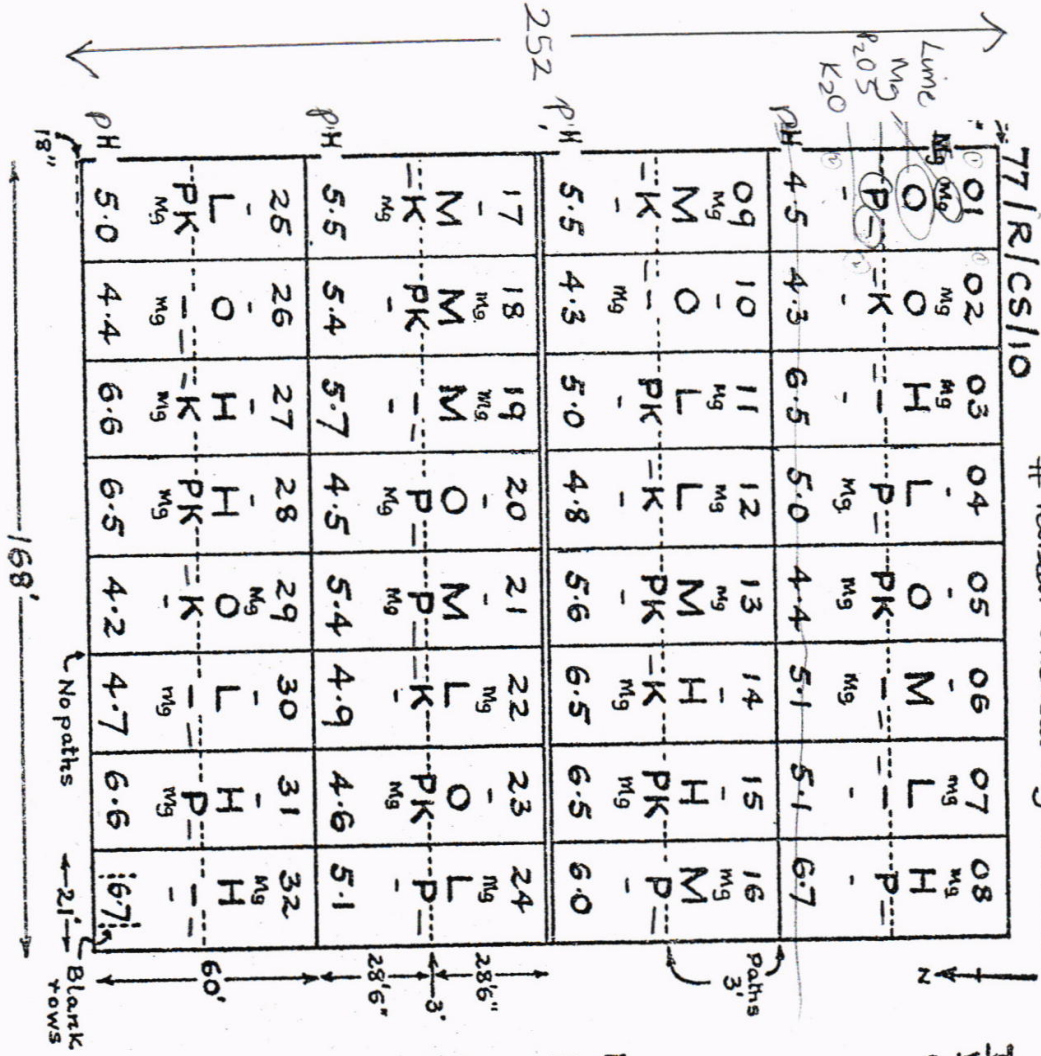 77/R/CS/10
Lime
Mg
P2O5
K2O
Mg
01 02 03 04 05 06 07 08
Mg Mg Mg - - - Mg Mg
O O H L O M L H
P- -K -- P- PK -- -- P-
- - - Mg Mg Mg - -
pH 4.5 4.3 6.5 5.0 4.4 5.1 5.1 6.7
09 10 11 12 13 14 15 16
Mg - Mg Mg Mg - - Mg
M O L L M H H M
-K -- PK -K PK -K PK P-
- Mg - - - Mg Mg -
pH 5.5 4.3 5.0 4.8 5.6 6.5 6.5 6.0
17 18 19 20 21 22 23 24
- Mg Mg - - Mg - Mg
M M M O M L O L
-K PK -- P- P- -K PK P-
Mg - - Mg Mg - Mg -
pH 5.5 5.4 5.7 4.5 5.4 4.9 4.6 5.1
25 26 27 28 29 30 31 32
- - - - Mg - - Mg
L O H H O L H H
PK -- -K PK -K -- P- --
Mg Mg Mg Mg - Mg Mg -
pH 5.0 4.4 6.6 6.5 4.2 4.7 6.6 6.7
252
18"
168'
No paths
21'
Blank rows
N
Paths 3'
28'6"
3'
28'6"
60'